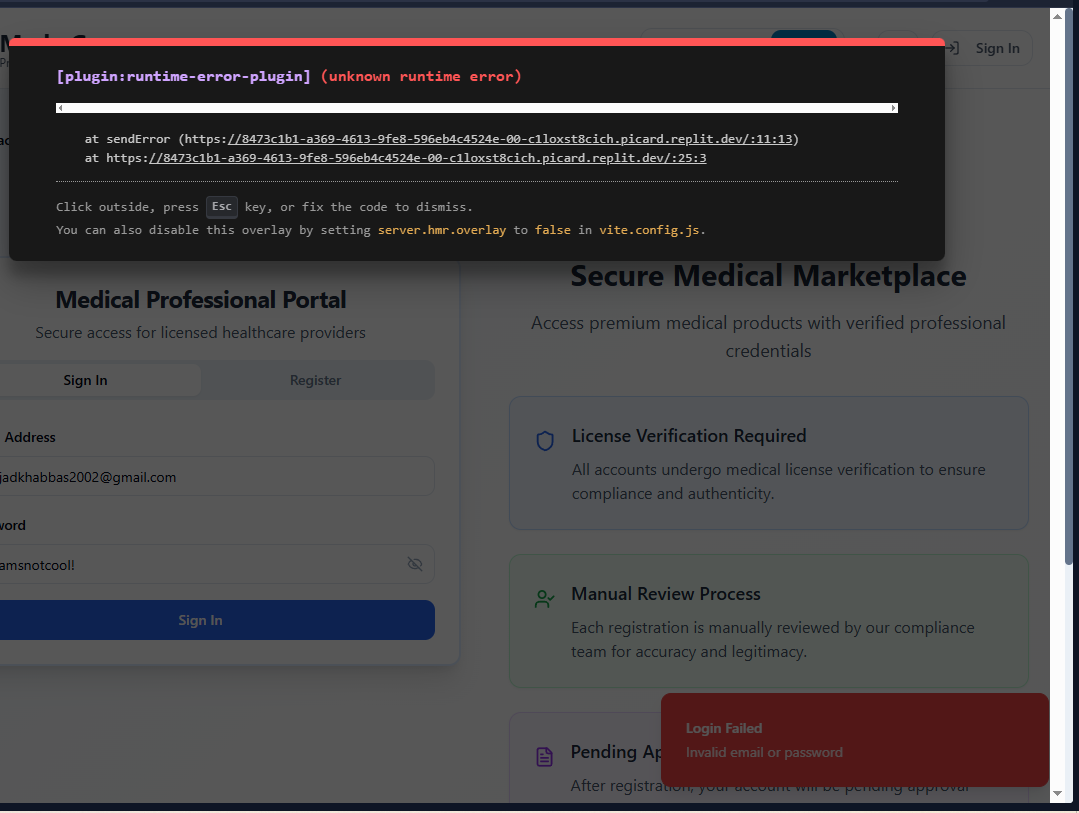 [plugin:runtime-error-plugin] (unknown runtime error)
at sendError (https://8473c1b1-a369-4613-9fe8-596eb4c4524e-00-c1loxst8cich.picard.replit.dev/:11:13)
at https://8473c1b1-a369-4613-9fe8-596eb4c4524e-00-c1loxst8cich.picard.replit.dev/:25:3
Click outside, press Esc key, or fix the code to dismiss.
You can also disable this overlay by setting server.hmr.overlay to false in vite.config.js.
Sign In
Medical Professional Portal
Secure access for licensed healthcare providers
Sign In
Register
Address
jadkhabbas2002@gmail.com
word
amsnotcool!
Sign In
Secure Medical Marketplace
Access premium medical products with verified professional
credentials
License Verification Required
All accounts undergo medical license verification to ensure
compliance and authenticity.
Manual Review Process
Each registration is manually reviewed by our compliance
team for accuracy and legitimacy.
Pending Ap
After registration, your account will be pending approval
Login Failed
Invalid email or password